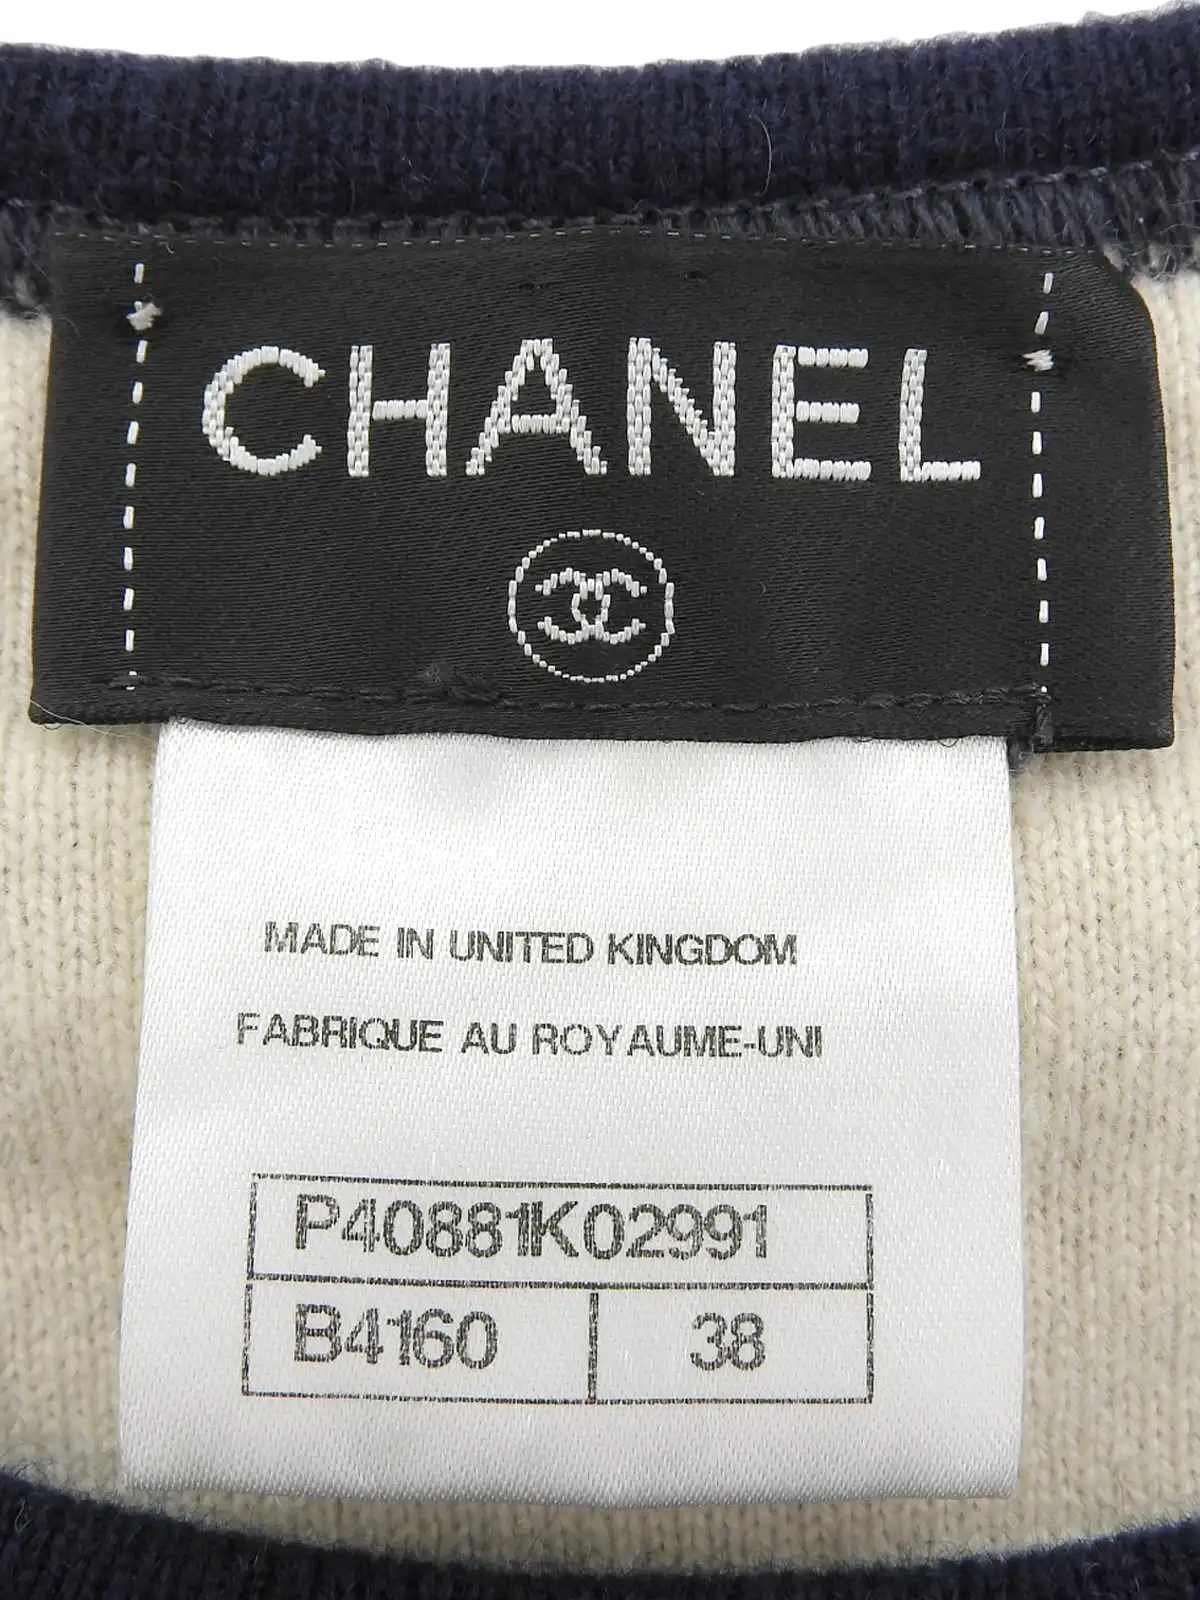 CHANEL
MADE IN UNITED KINGDOM
FABRIQUE AU ROYAUME-UNI
P40881K02991
B4160 38